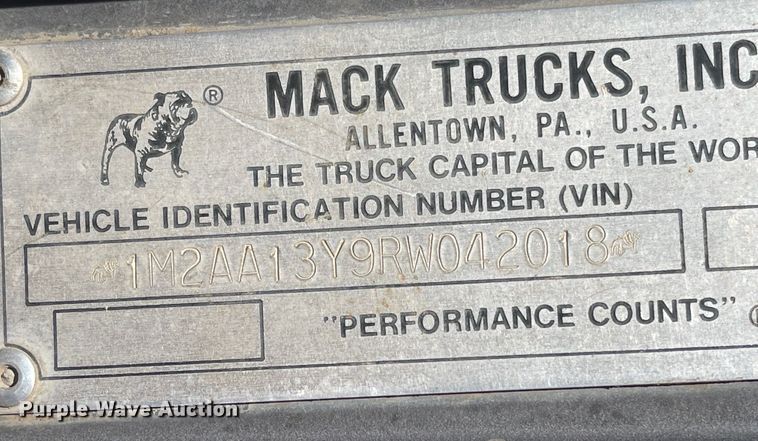 MACK TRUCKS, INC
®
ALLENTOWN, PA., U.S.A.
THE TRUCK CAPITAL OF THE WOR
VEHICLE IDENTIFICATION NUMBER (VIN)
1M2AA13Y9RW042018
"PERFORMANCE COUNTS"
Purple Wave Auction